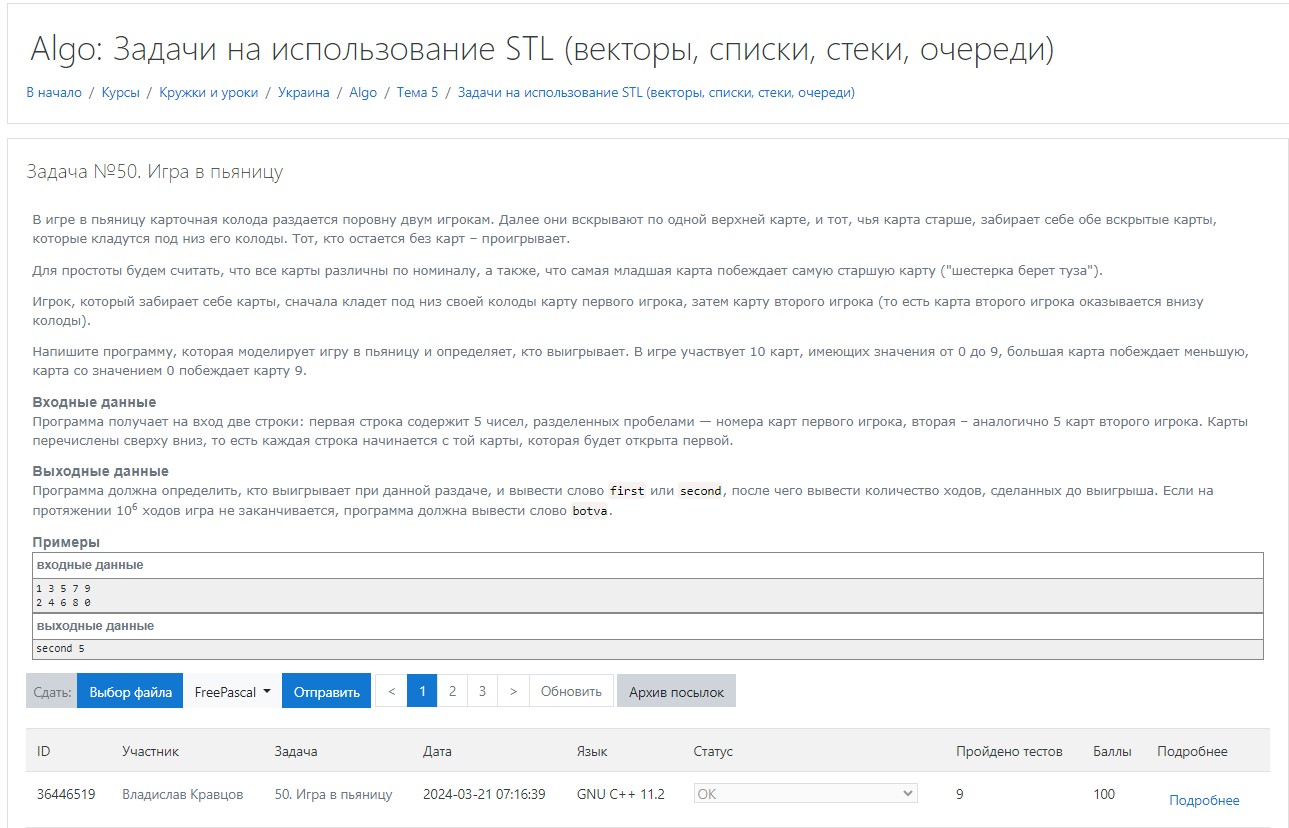 Algo: Задачи на использование STL (векторы, списки, стеки, очереди)
В начало / Курсы / Кружки и уроки / Украина / Algo / Тема 5 / Задачи на использование STL (векторы, списки, стеки, очереди)
Задача №50. Игра в пьяницу
В игре в пьяницу карточная колода раздается поровну двум игрокам. Далее они вскрывают по одной верхней карте, и тот, чья карта старше, забирает себе обе вскрытые карты,
которые кладутся под низ его колоды. Тот, кто остается без карт – проигрывает.
Для простоты будем считать, что все карты различны по номиналу, а также, что самая младшая карта побеждает самую старшую карту ("шестерка берет туза").
Игрок, который забирает себе карты, сначала кладет под низ своей колоды карту первого игрока, затем карту второго игрока (то есть карта второго игрока оказывается внизу
колоды).
Напишите программу, которая моделирует игру в пьяницу и определяет, кто выигрывает. В игре участвует 10 карт, имеющих значения от 0 до 9, большая карта побеждает меньшую,
карта со значением 0 побеждает карту 9.
Входные данные
Программа получает на вход две строки: первая строка содержит 5 чисел, разделенных пробелами — номера карт первого игрока, вторая – аналогично 5 карт второго игрока. Карты
перечислены сверху вниз, то есть каждая строка начинается с той карты, которая будет открыта первой.
Выходные данные
Программа должна определить, кто выигрывает при данной раздаче, и вывести слово first или second, после чего вывести количество ходов, сделанных до выигрыша. Если на
протяжении 10⁶ ходов игра не заканчивается, программа должна вывести слово botva.
Примеры
входные данные
1 3 5 7 9
2 4 6 8 0
выходные данные
second 5
Сдать: Выбор файла FreePascal Отправить < 1 2 3 > Обновить Архив посылок
ID Участник Задача Дата Язык Статус Пройдено тестов Баллы Подробнее
36446519 Владислав Кравцов 50. Игра в пьяницу 2024-03-21 07:16:39 GNU C++ 11.2 OK 9 100 Подробнее